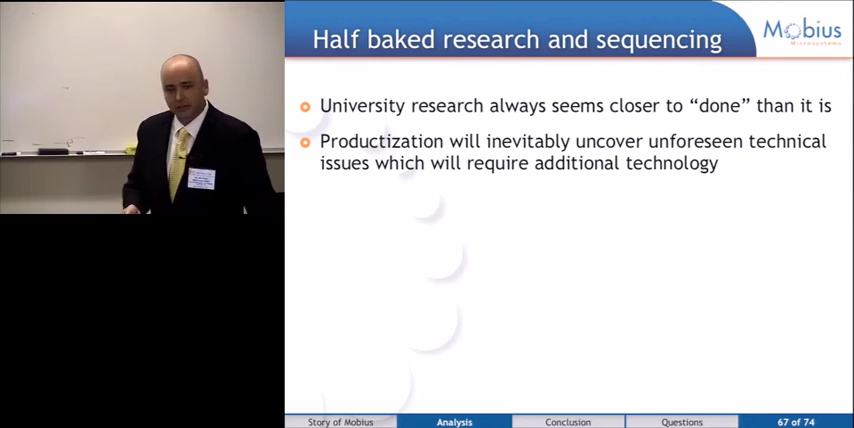 Half baked research and sequencing
Mobius
Microsystems
University research always seems closer to “done” than it is
Productization will inevitably uncover unforeseen technical
issues which will require additional technology
Story of Mobius
Analysis
Conclusion
Questions
67 of 74